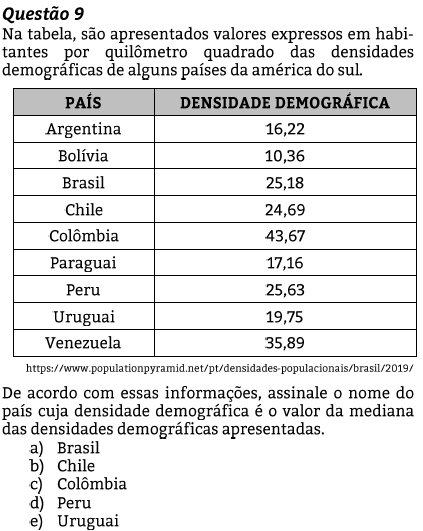 Questão 9
Na tabela, são apresentados valores expressos em habi-
tantes por quilômetro quadrado das densidades
demográficas de alguns países da américa do sul.
PAÍS DENSIDADE DEMOGRÁFICA
Argentina 16,22
Bolívia 10,36
Brasil 25,18
Chile 24,69
Colômbia 43,67
Paraguai 17,16
Peru 25,63
Uruguai 19,75
Venezuela 35,89
https://www.populationpyramid.net/pt/densidades-populacionais/brasil/2019/
De acordo com essas informações, assinale o nome do
país cuja densidade demográfica é o valor da mediana
das densidades demográficas apresentadas.
a) Brasil
b) Chile
c) Colômbia
d) Peru
e) Uruguai